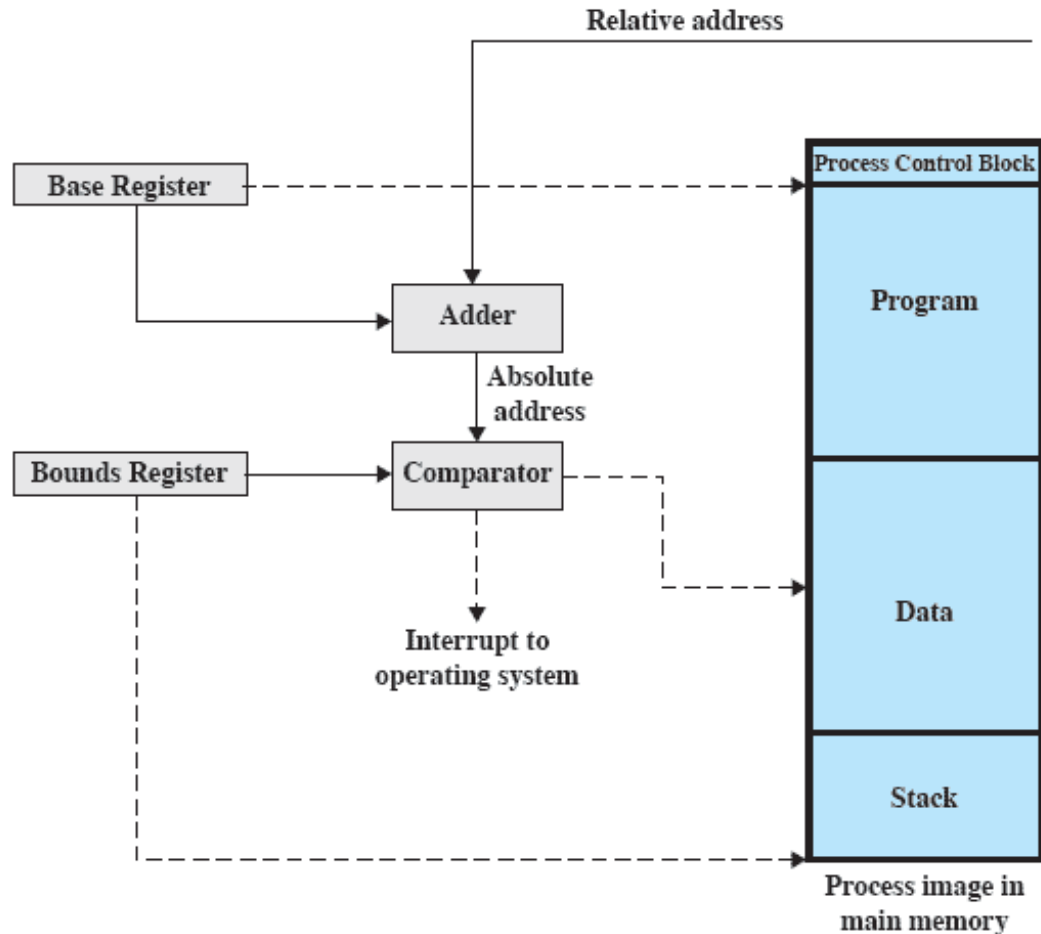 Relative address
Process Control Block
Base Register
Program
Adder
Absolute
address
Bounds Register
Comparator
Data
Interrupt to
operating system
Stack
Process image in
main memory